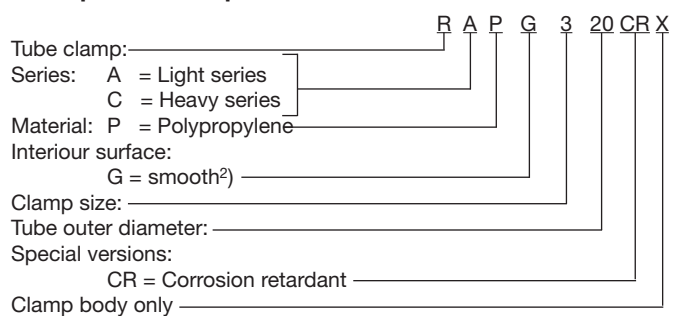 R A P G 3 20 CR X
Tube clamp:
Series: A = Light series
C = Heavy series
Material: P = Polypropylene
Interiour surface:
G = smooth²)
Clamp size:
Tube outer diameter:
Special versions:
CR = Corrosion retardant
Clamp body only